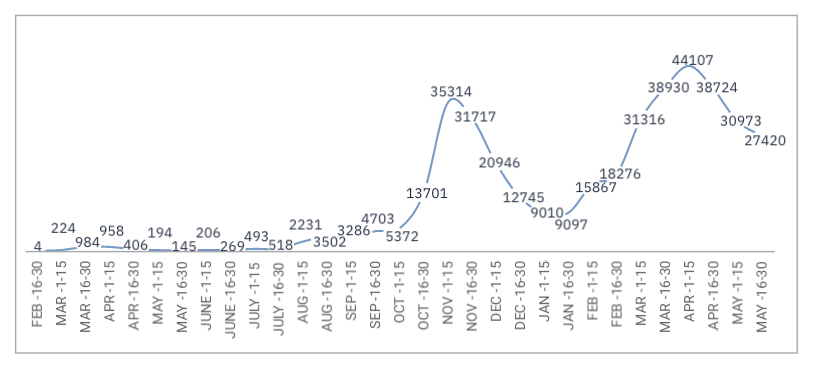 4
224
984
958
406
194
145
206
269
493
518
2231
3502
3286
4703
5372
13701
35314
31717
20946
12745
9010
9097
15867
18276
31316
38930
44107
38724
30973
27420
FEB -16-30
MAR -1-15
MAR -16-30
APR -1-15
APR -16-30
MAY -1-15
MAY -16-30
JUNE -1-15
JUNE -16-30
JULY -1-15
JULY -16-30
AUG -1-15
AUG -16-30
SEP -1-15
SEP -16-30
OCT -1-15
OCT -16-30
NOV -1-15
NOV -16-30
DEC -1-15
DEC -16-30
JAN -1-15
JAN -16-30
FEB -1-15
FEB -16-30
MAR -1-15
MAR -16-30
APR -1-15
APR -16-30
MAY -1-15
MAY -16-30